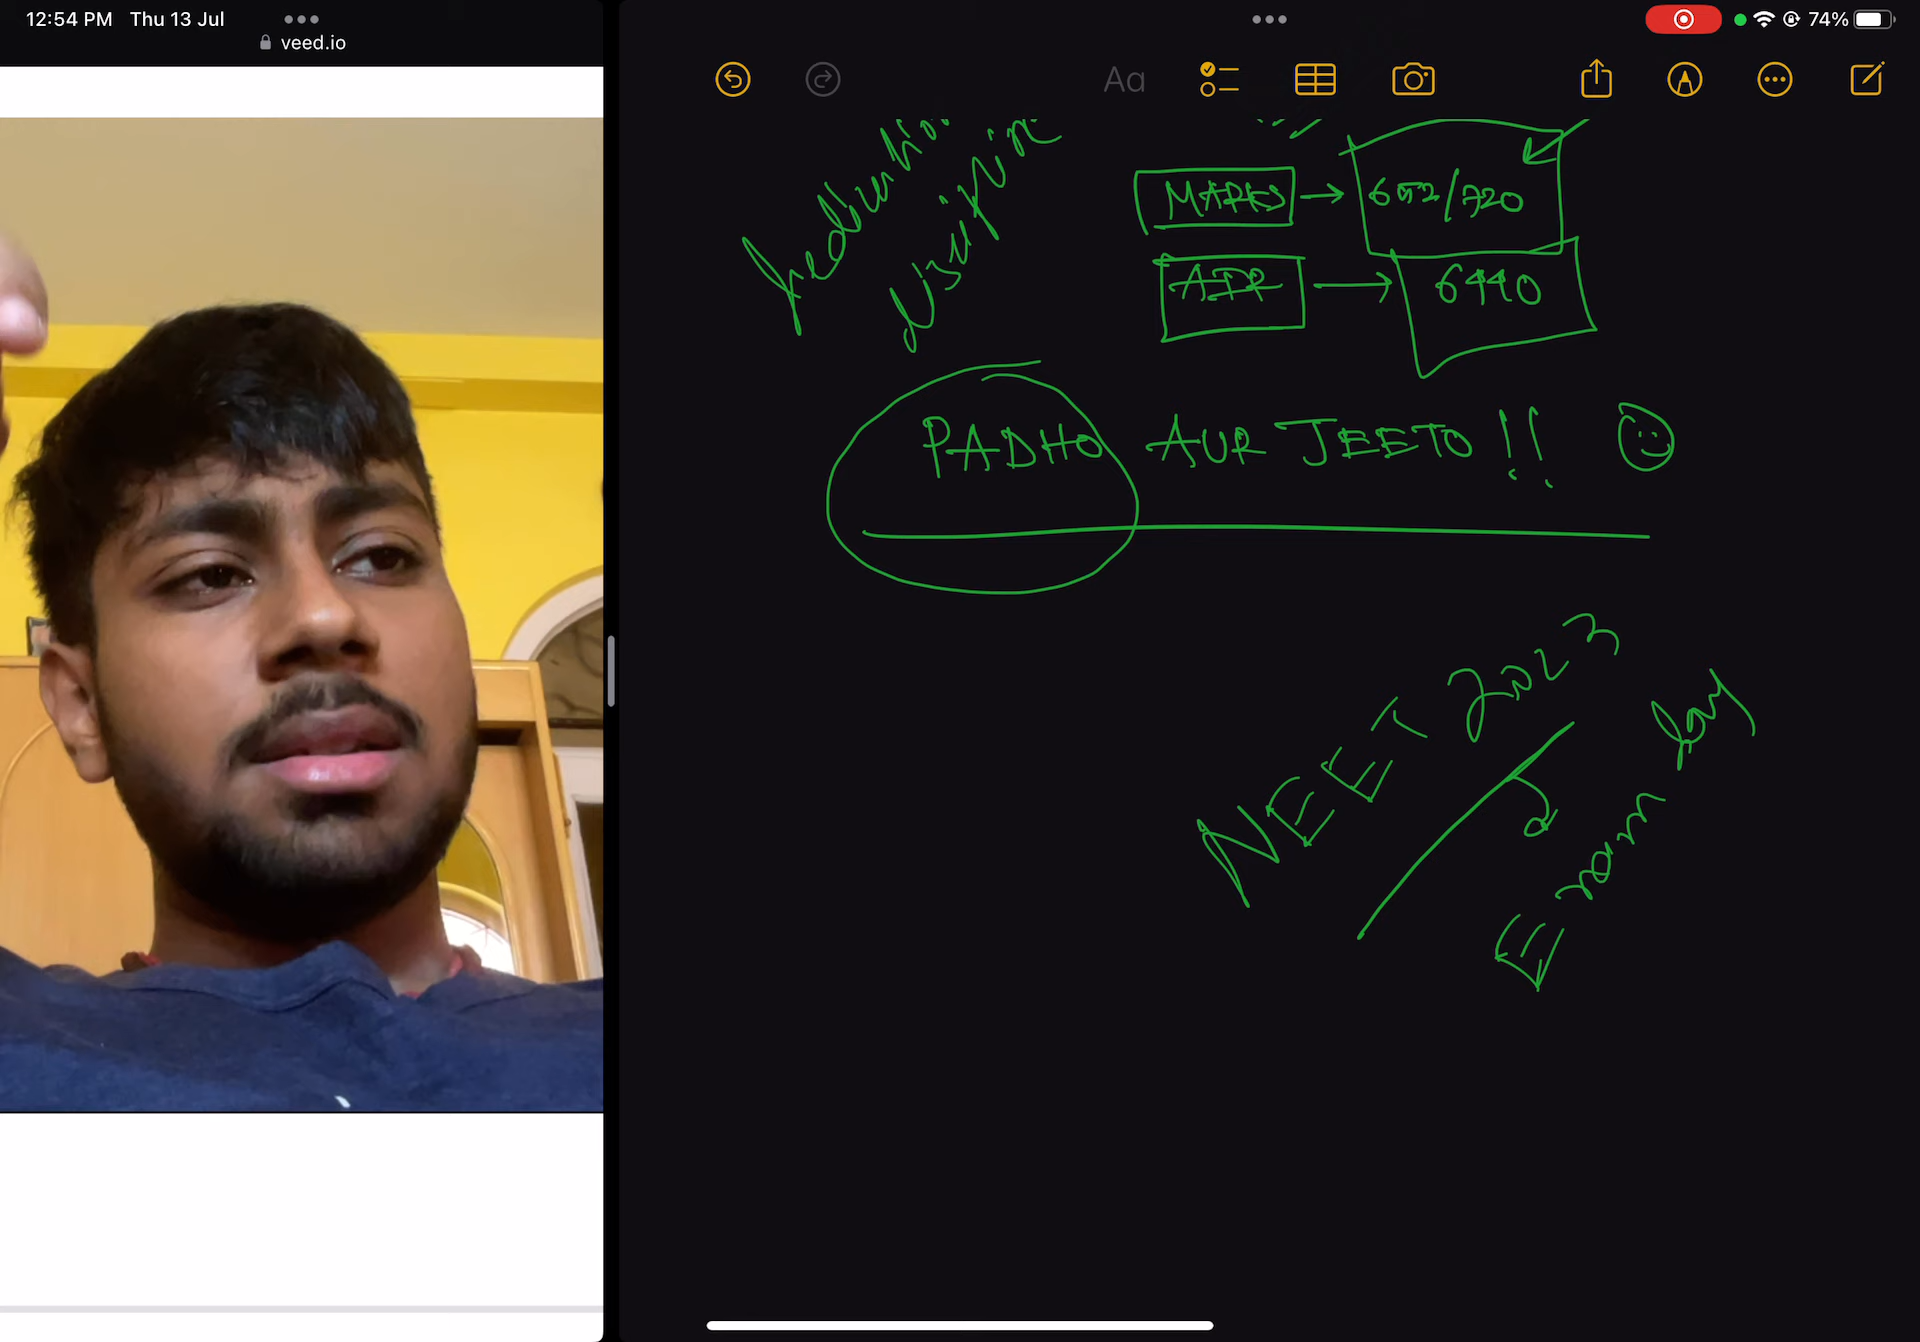 12:54 PM Thu 13 Jul
veed.io
74%
Aa
MARKS → 652/720
AIR → 6440
PADHO AUR JEETO !!
NEET 2023
Exam day